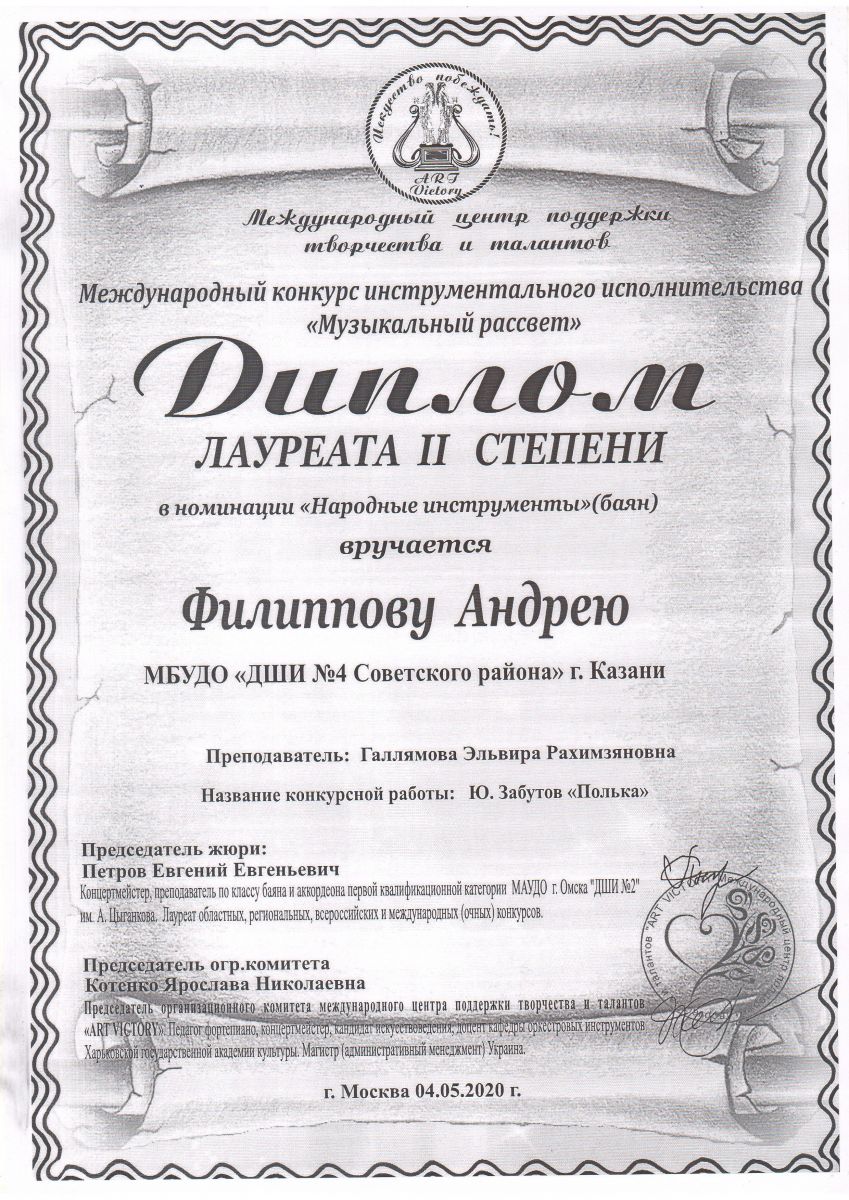 Искусство побеждать!
ART
Victory
Международный центр поддержки
творчества и талантов
Международный конкурс инструментального исполнительства
«Музыкальный рассвет»
Диплом
ЛАУРЕАТА II СТЕПЕНИ
в номинации «Народные инструменты»(баян)
вручается
Филиппову Андрею
МБУДО «ДШИ №4 Советского района» г. Казани
Преподаватель: Галлямова Эльвира Рахимзяновна
Название конкурсной работы: Ю. Забутов «Полька»
Председатель жюри:
Петров Евгений Евгеньевич
Концертмейстер, преподаватель по классу баяна и аккордеона первой квалификационной категории МАУДО г. Омска "ДШИ №2"
им. А. Цыганкова. Лауреат областных, региональных, всероссийских и международных (очных) конкурсов.
Председатель огр.комитета
Котенко Ярослава Николаевна
Председатель организационного комитета международного центра поддержки творчества и талантов
«ART VICTORY». Педагог фортепиано, концертмейстер, кандидат искусствоведения, доцент кафедры оркестровых инструментов
Харьковской государственной академии культуры. Магистр (административный менеджмент) Украина.
талантов "ART VICT Международный центр
г. Москва 04.05.2020 г.